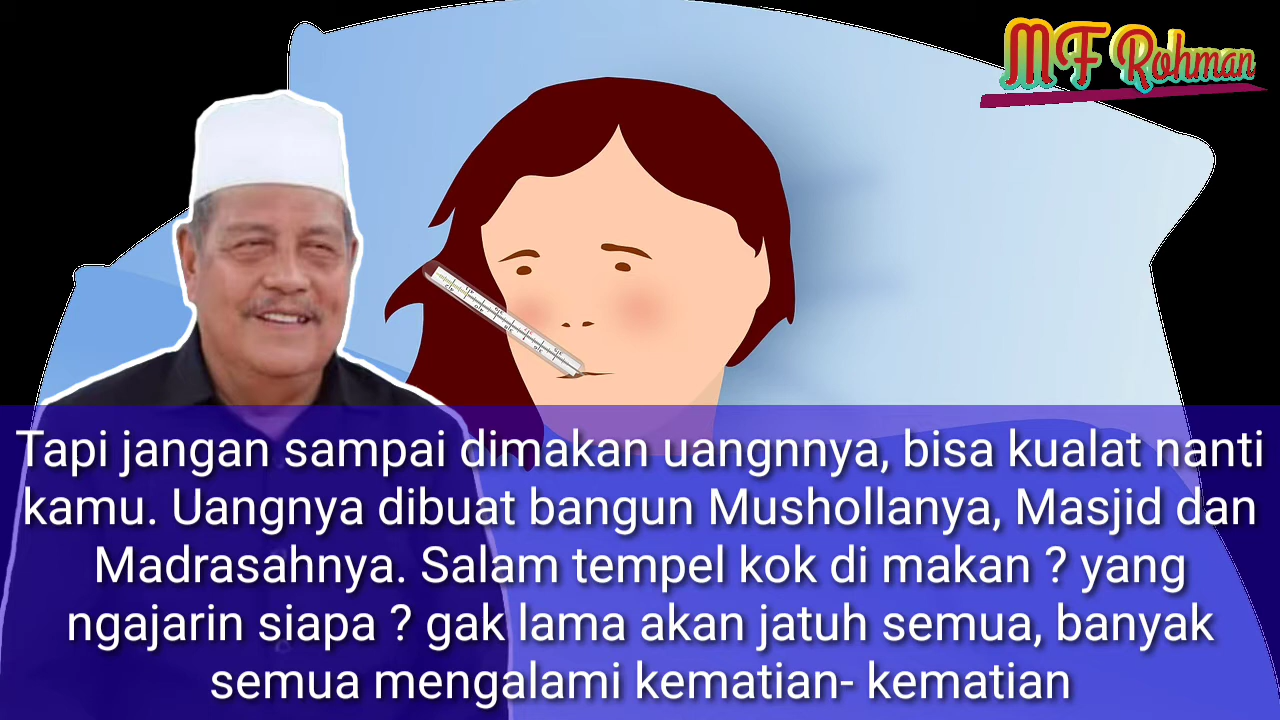 MF Rohman
Tapi jangan sampai dimakan uangnnya, bisa kualat nanti
kamu. Uangnya dibuat bangun Mushollanya, Masjid dan
Madrasahnya. Salam tempel kok di makan ? yang
ngajarin siapa ? gak lama akan jatuh semua, banyak
semua mengalami kematian- kematian